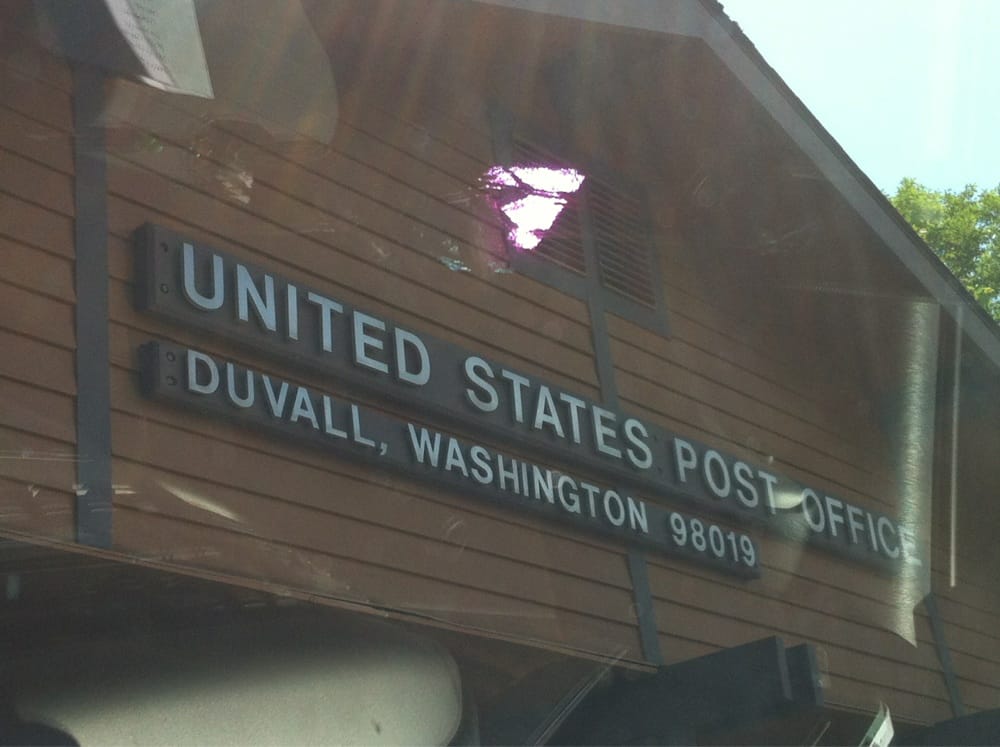 UNITED STATES POST OFFICE
DUVALL, WASHINGTON 98019